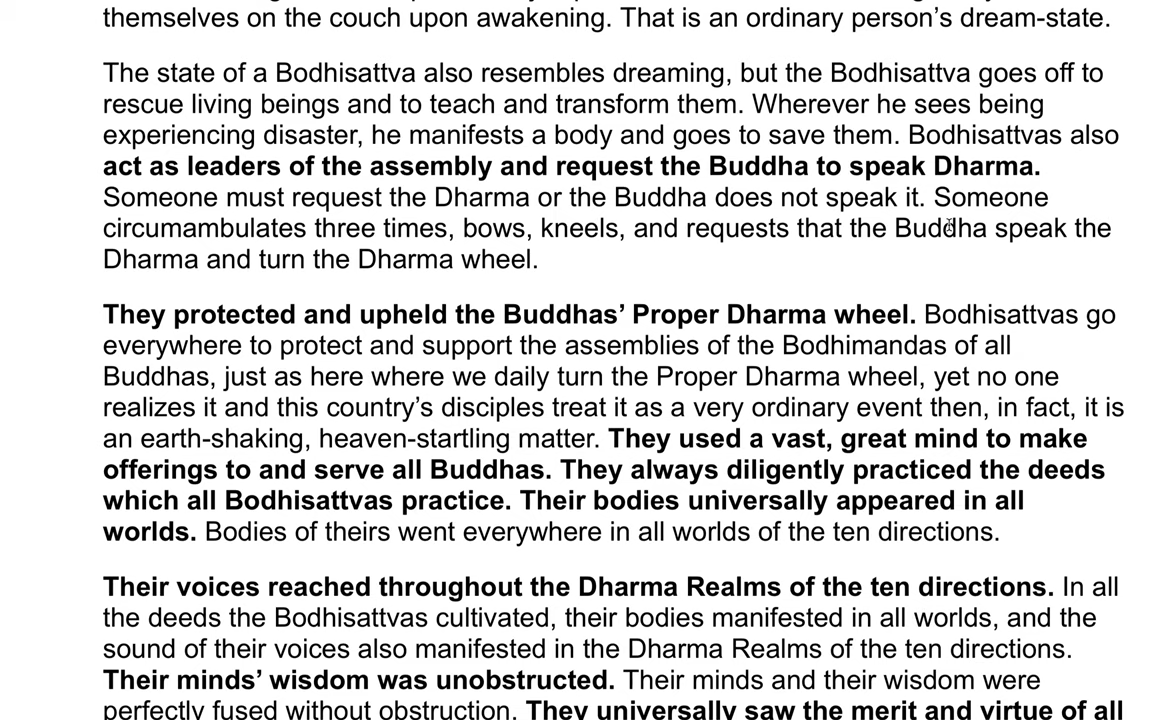 themselves on the couch upon awakening. That is an ordinary person’s dream-state.
The state of a Bodhisattva also resembles dreaming, but the Bodhisattva goes off to
rescue living beings and to teach and transform them. Wherever he sees being
experiencing disaster, he manifests a body and goes to save them. Bodhisattvas also
act as leaders of the assembly and request the Buddha to speak Dharma.
Someone must request the Dharma or the Buddha does not speak it. Someone
circumambulates three times, bows, kneels, and requests that the Buddha speak the
Dharma and turn the Dharma wheel.
They protected and upheld the Buddhas’ Proper Dharma wheel. Bodhisattvas go
everywhere to protect and support the assemblies of the Bodhimandas of all
Buddhas, just as here where we daily turn the Proper Dharma wheel, yet no one
realizes it and this country’s disciples treat it as a very ordinary event then, in fact, it is
an earth-shaking, heaven-startling matter. They used a vast, great mind to make
offerings to and serve all Buddhas. They always diligently practiced the deeds
which all Bodhisattvas practice. Their bodies universally appeared in all
worlds. Bodies of theirs went everywhere in all worlds of the ten directions.
Their voices reached throughout the Dharma Realms of the ten directions. In all
the deeds the Bodhisattvas cultivated, their bodies manifested in all worlds, and the
sound of their voices also manifested in the Dharma Realms of the ten directions.
Their minds’ wisdom was unobstructed. Their minds and their wisdom were
perfectly fused without obstruction. They universally saw the merit and virtue of all